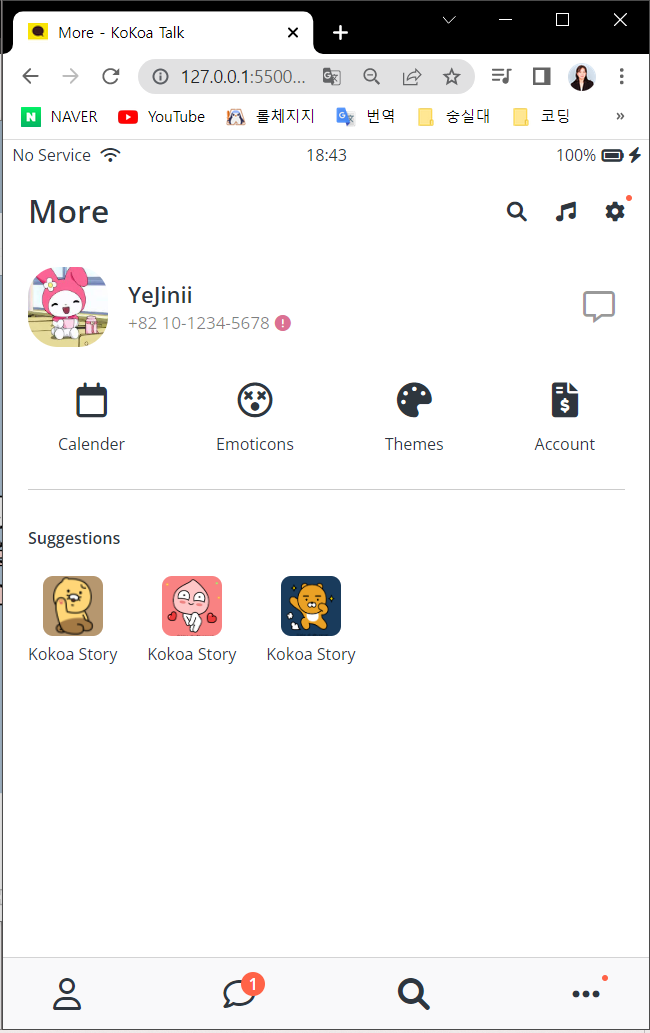 More - KoKoa Talk
127.0.0.1:5500...
NAVER YouTube 롤체지지 번역 숭실대 코딩 »
No Service 18:43 100%
More
YeJinii
+82 10-1234-5678
Calender Emoticons Themes Account
Suggestions
Kokoa Story Kokoa Story Kokoa Story
1